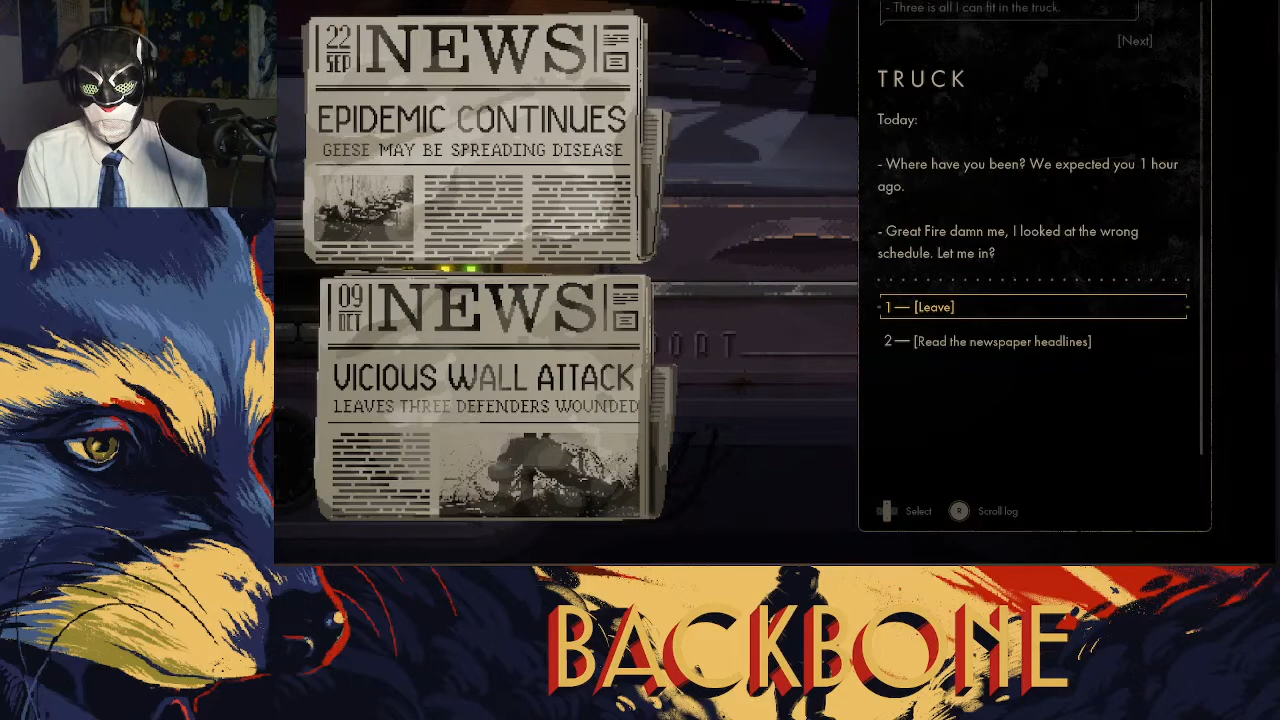 22
SEP
NEWS
EPIDEMIC CONTINUES
GEESE MAY BE SPREADING DISEASE
09
OCT
NEWS
VICIOUS WALL ATTACK
LEAVES THREE DEFENDERS WOUNDED
- Three is all I can fit in the truck.
[Next]
TRUCK
Today:
- Where have you been? We expected you 1 hour
ago.
- Great Fire damn me, I looked at the wrong
schedule. Let me in?
1 — [Leave]
2 — [Read the newspaper headlines]
Select
R
Scroll log
BACKBONE